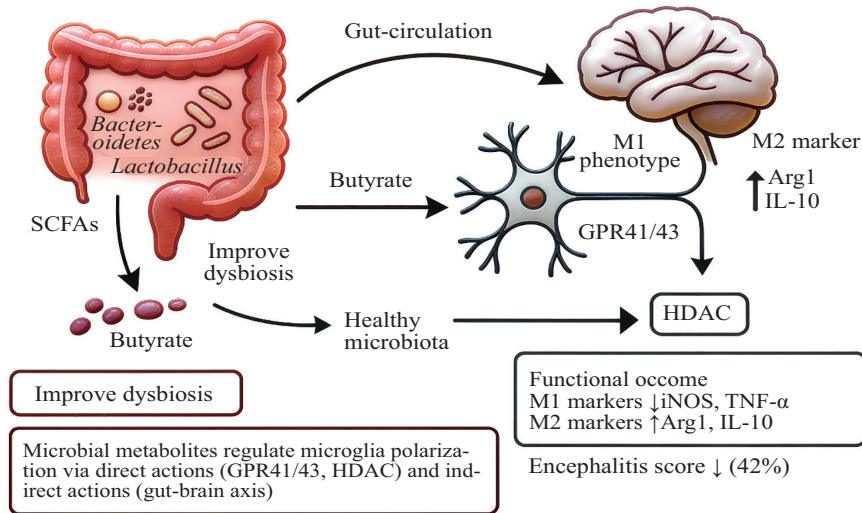 Gut-circulation
Bacter-
oidetes
Lactobacillus
M1
phenotype
M2 marker
↑ Arg1
IL-10
Butyrate
GPR41/43
SCFAs
Improve
dysbiosis
Butyrate
Healthy
microbiota
HDAC
Improve dysbiosis
Microbial metabolites regulate microglia polariza-
tion via direct actions (GPR41/43, HDAC) and ind-
irect actions (gut-brain axis)
Functional occome
M1 markers ↓iNOS, TNF-α
M2 markers ↑Arg1, IL-10
Encephalitis score ↓ (42%)